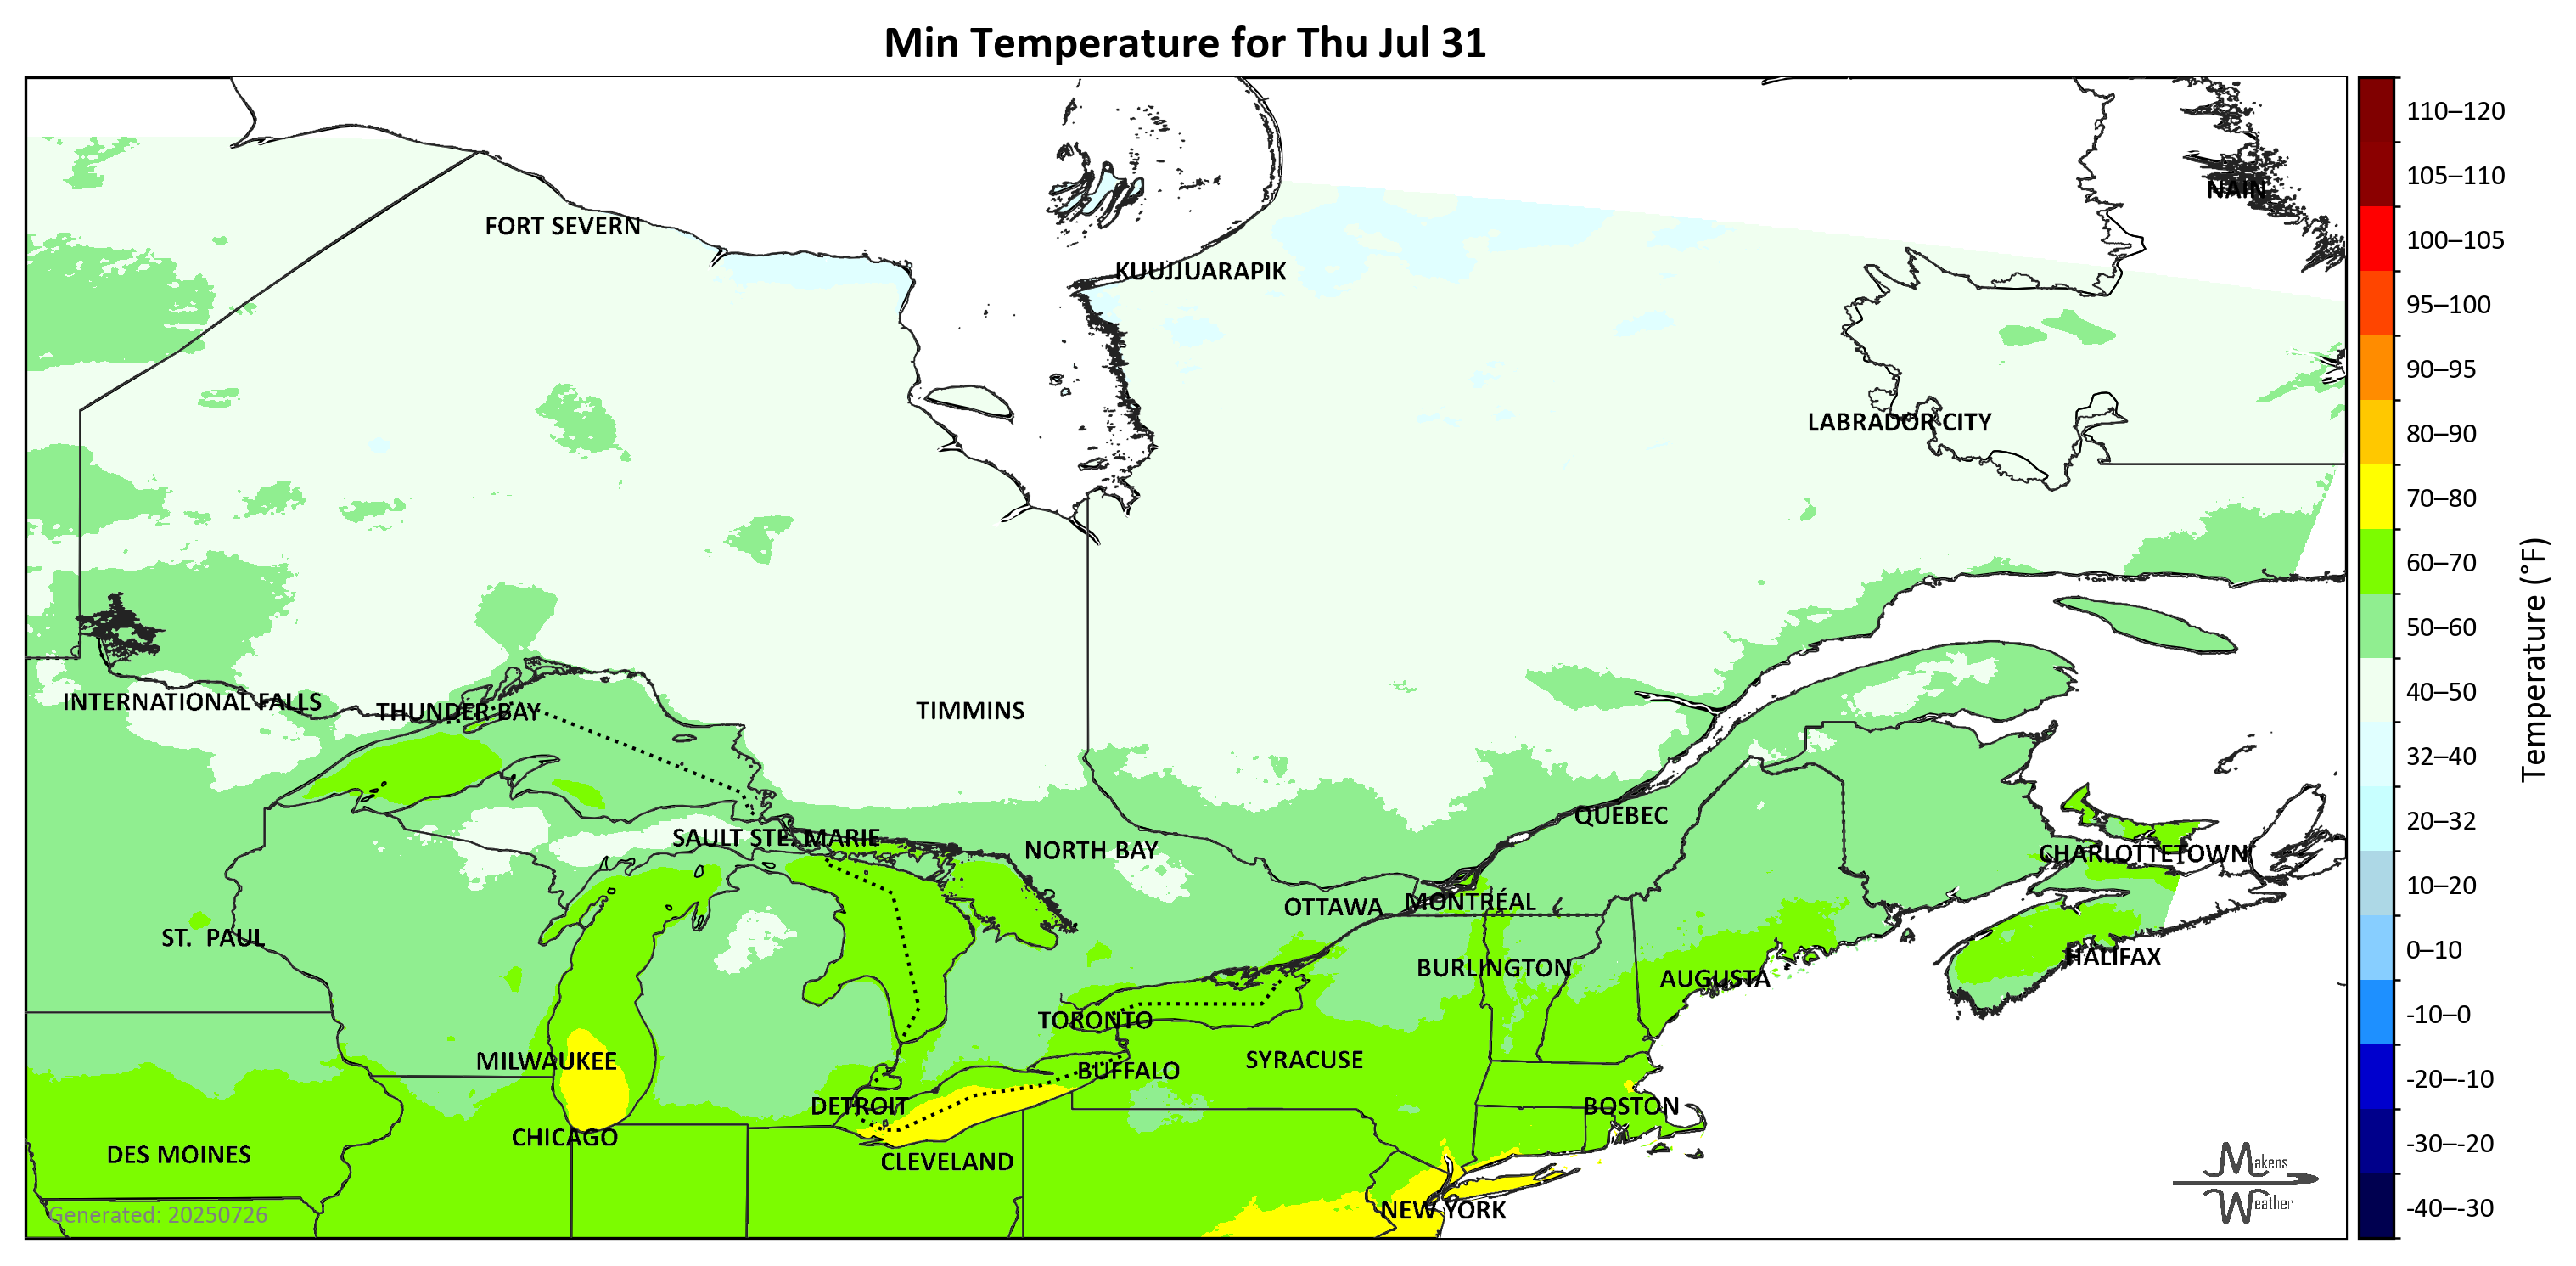 Min Temperature for Thu Jul 31
NAIN
FORT SEVERN
KUUJJUARAPIK
LABRADOR CITY
INTERNATIONAL FALLS
THUNDER BAY
TIMMINS
QUEBEC
SAULT STE. MARIE
NORTH BAY
CHARLOTTETOWN
OTTAWA
MONTRÉAL
ST. PAUL
HALIFAX
BURLINGTON
AUGUSTA
TORONTO
MILWAUKEE
SYRACUSE
BUFFALO
DETROIT
BOSTON
CHICAGO
DES MOINES
CLEVELAND
NEW YORK
Generated: 20250726
Makens
Weather
110–120
105–110
100–105
95–100
90–95
80–90
70–80
60–70
50–60
40–50
32–40
20–32
10–20
0–10
-10–0
-20–-10
-30–-20
-40–-30
Temperature (°F)